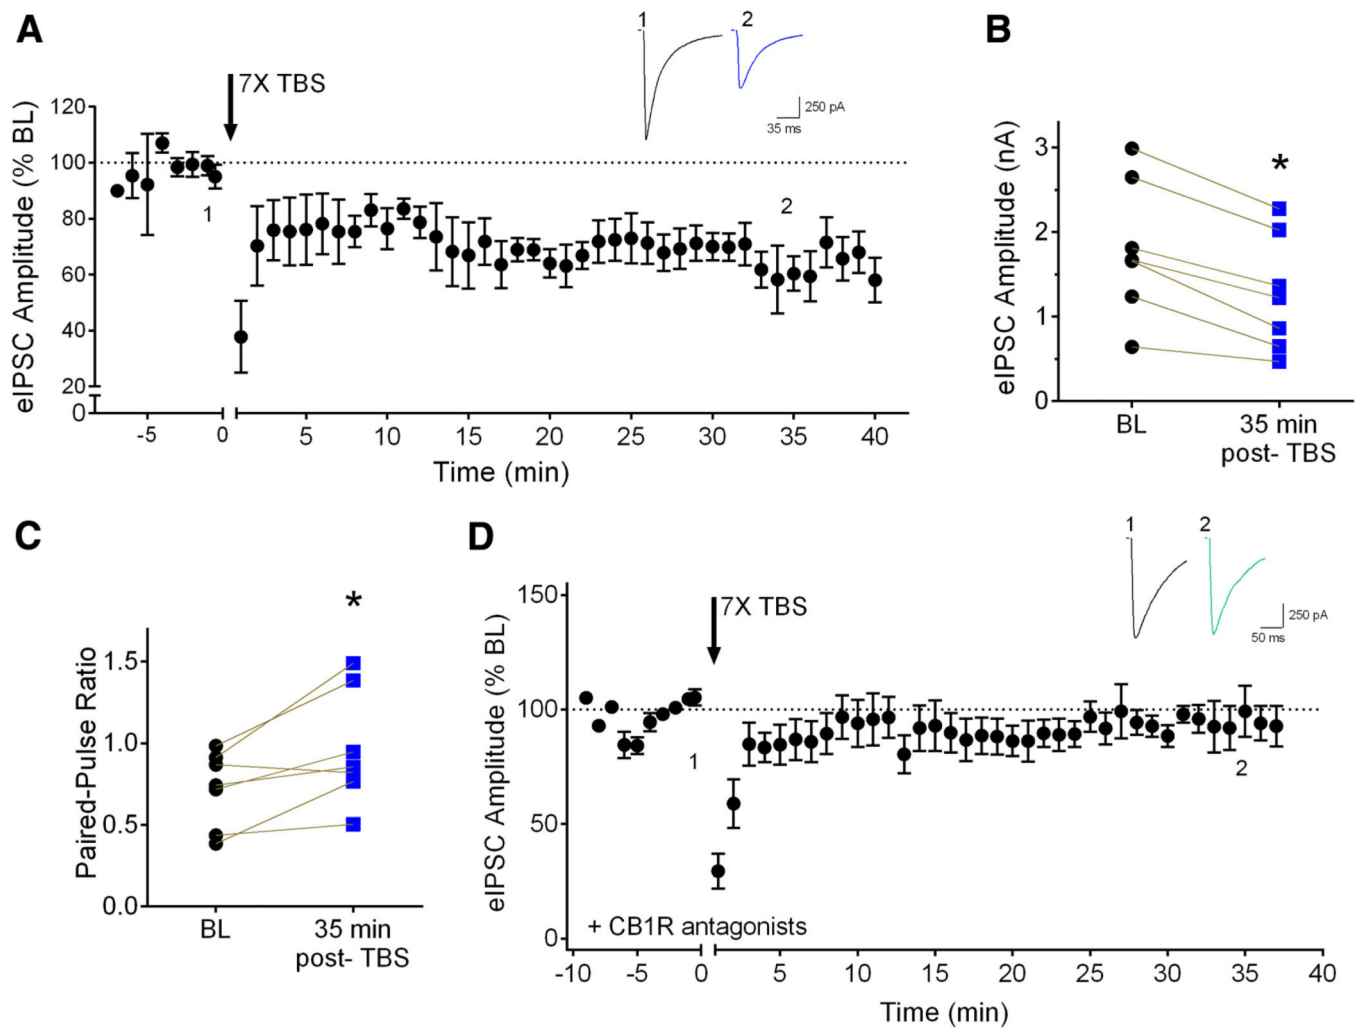 A
7X TBS
1
2
250 pA
35 ms
eIPSC Amplitude (% BL)
120
100
80
60
40
20
0
1
2
-5
0
5
10
15
20
25
30
35
40
Time (min)
B
eIPSC Amplitude (nA)
3
2
1
0
*
BL
35 min
post- TBS
C
Paired-Pulse Ratio
1.5
1.0
0.5
0.0
*
BL
35 min
post- TBS
D
7X TBS
1
2
250 pA
50 ms
eIPSC Amplitude (% BL)
150
100
50
0
1
2
+ CB1R antagonists
-10
-5
0
5
10
15
20
25
30
35
40
Time (min)